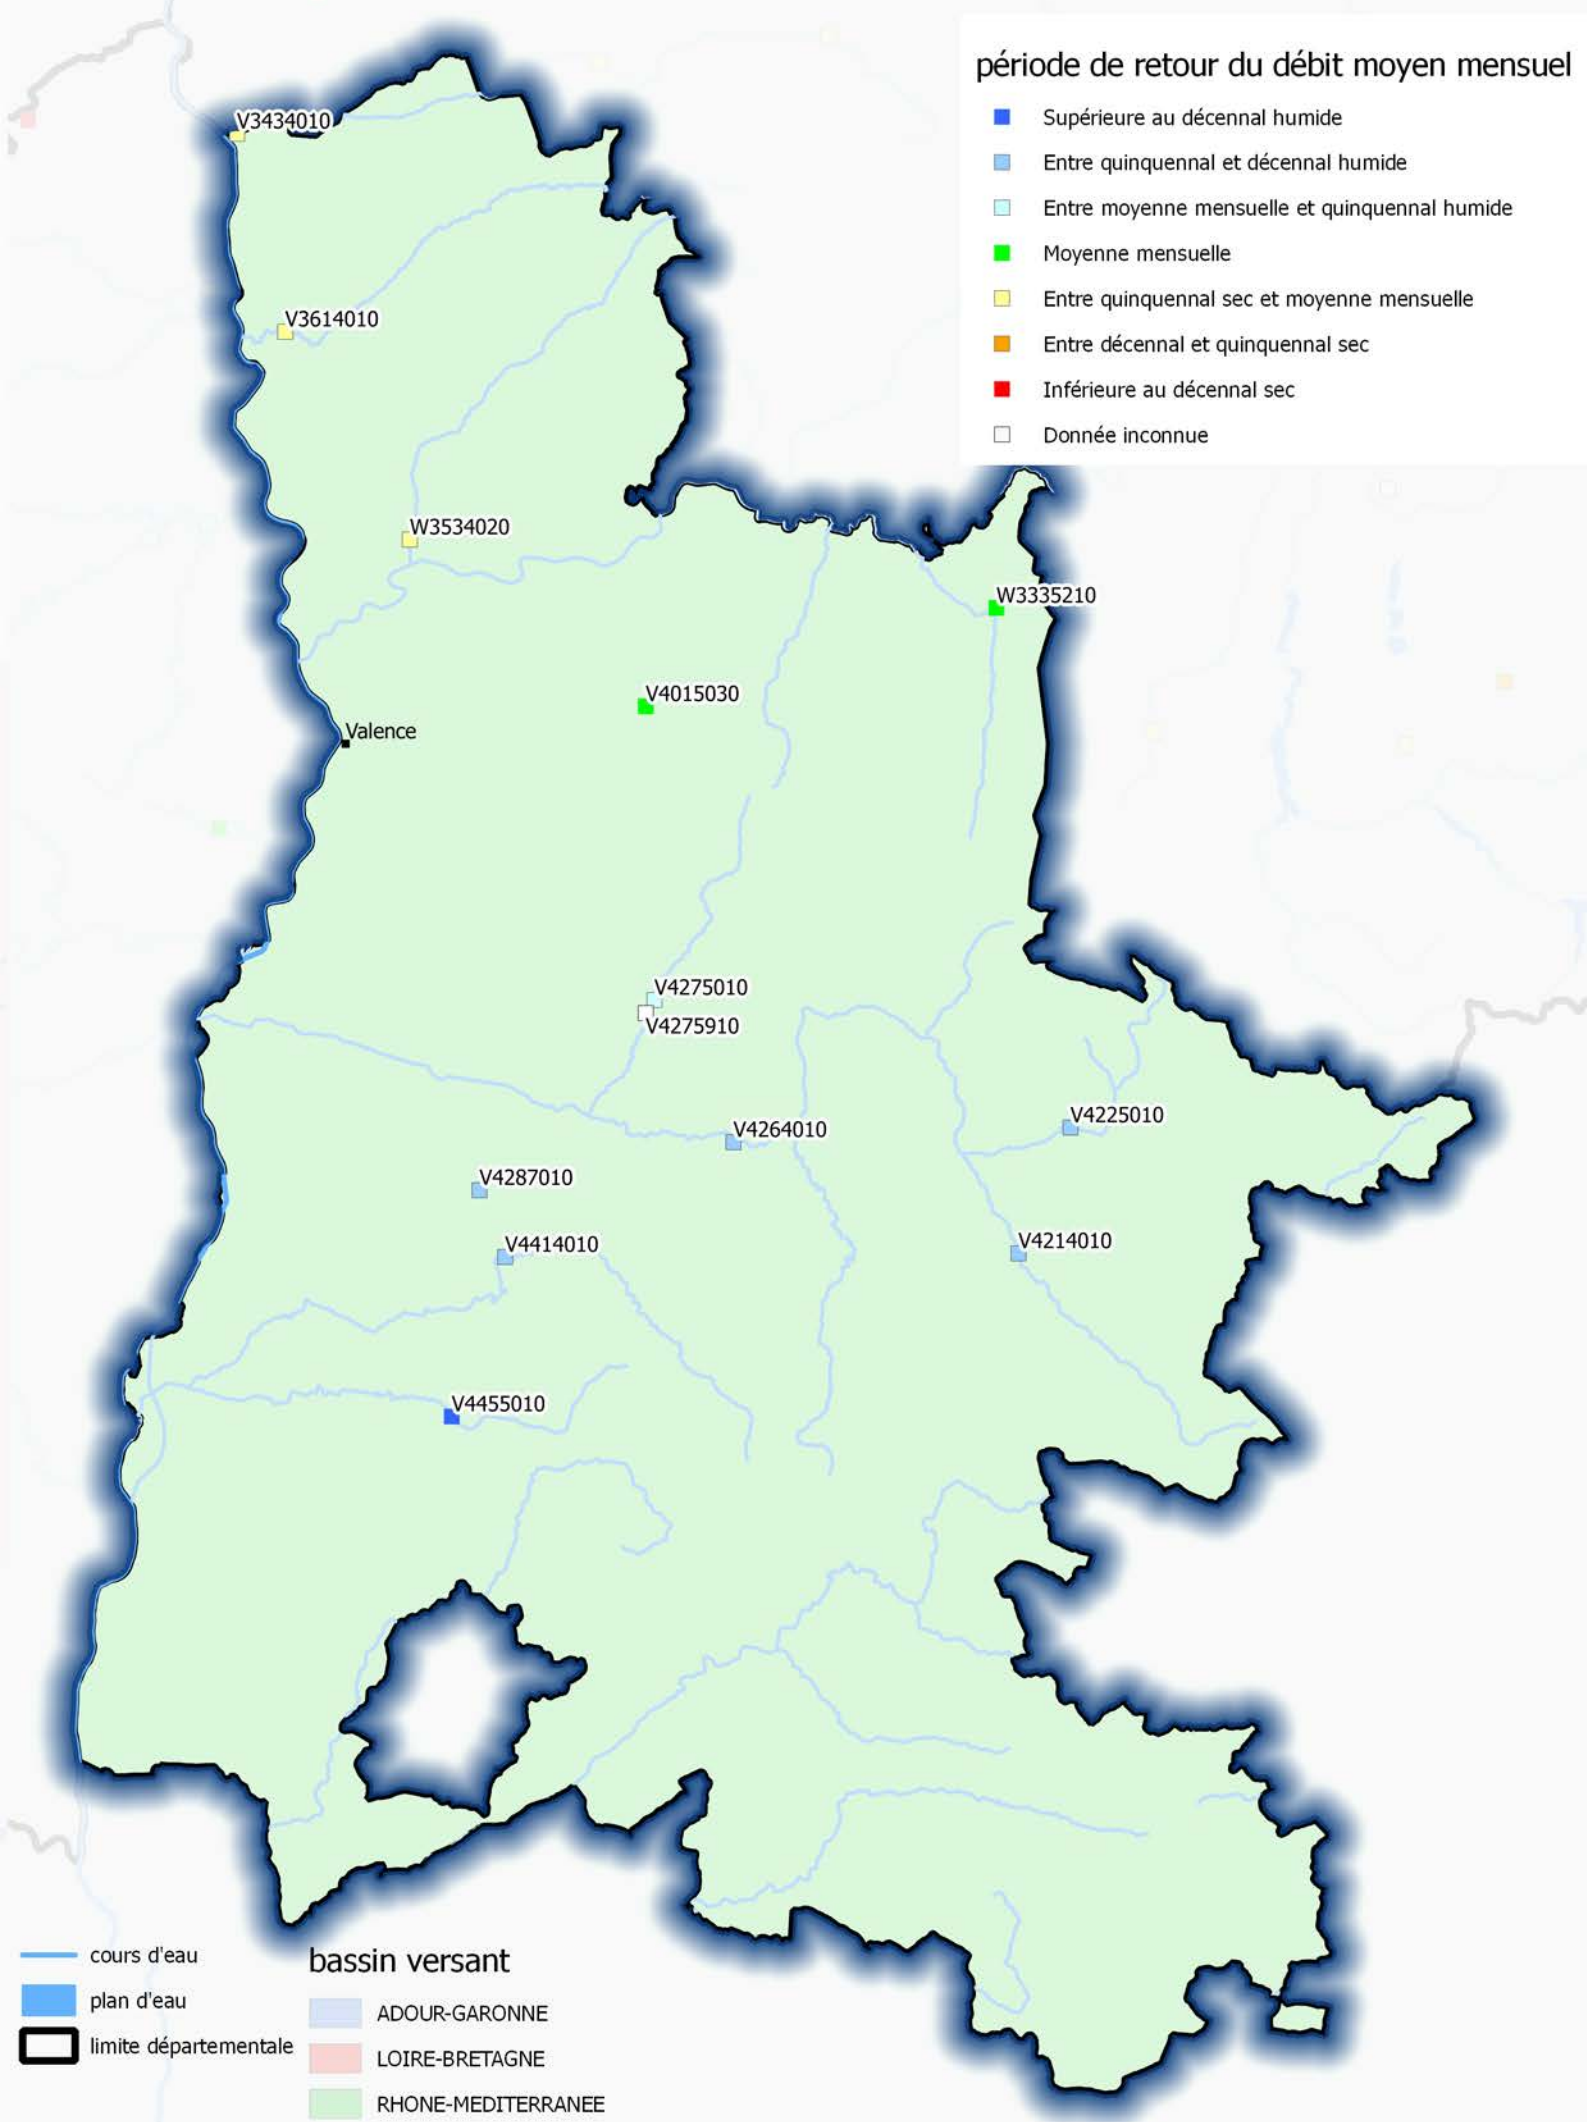 période de retour du débit moyen mensuel
Supérieure au décennal humide
Entre quinquennal et décennal humide
Entre moyenne mensuelle et quinquennal humide
Moyenne mensuelle
Entre quinquennal sec et moyenne mensuelle
Entre décennal et quinquennal sec
Inférieure au décennal sec
Donnée inconnue
V3434010
V3614010
W3534020
W3335210
V4015030
Valence
V4275010
V4275910
V4225010
V4264010
V4287010
V4414010
V4214010
V4455010
cours d'eau
plan d'eau
limite départementale
bassin versant
ADOUR-GARONNE
LOIRE-BRETAGNE
RHONE-MEDITERRANEE